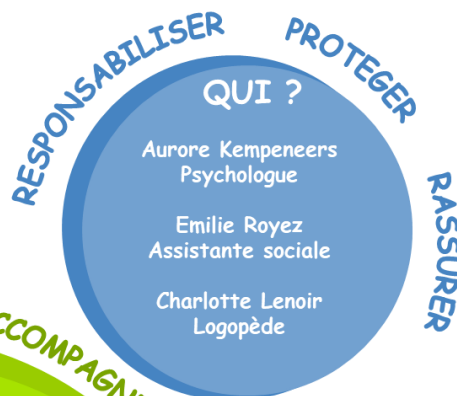 RESPONSABILISER
PROTEGER
RASSURER
QUI ?
Aurore Kempeneers
Psychologue
Emilie Royez
Assistante sociale
Charlotte Lenoir
Logopède